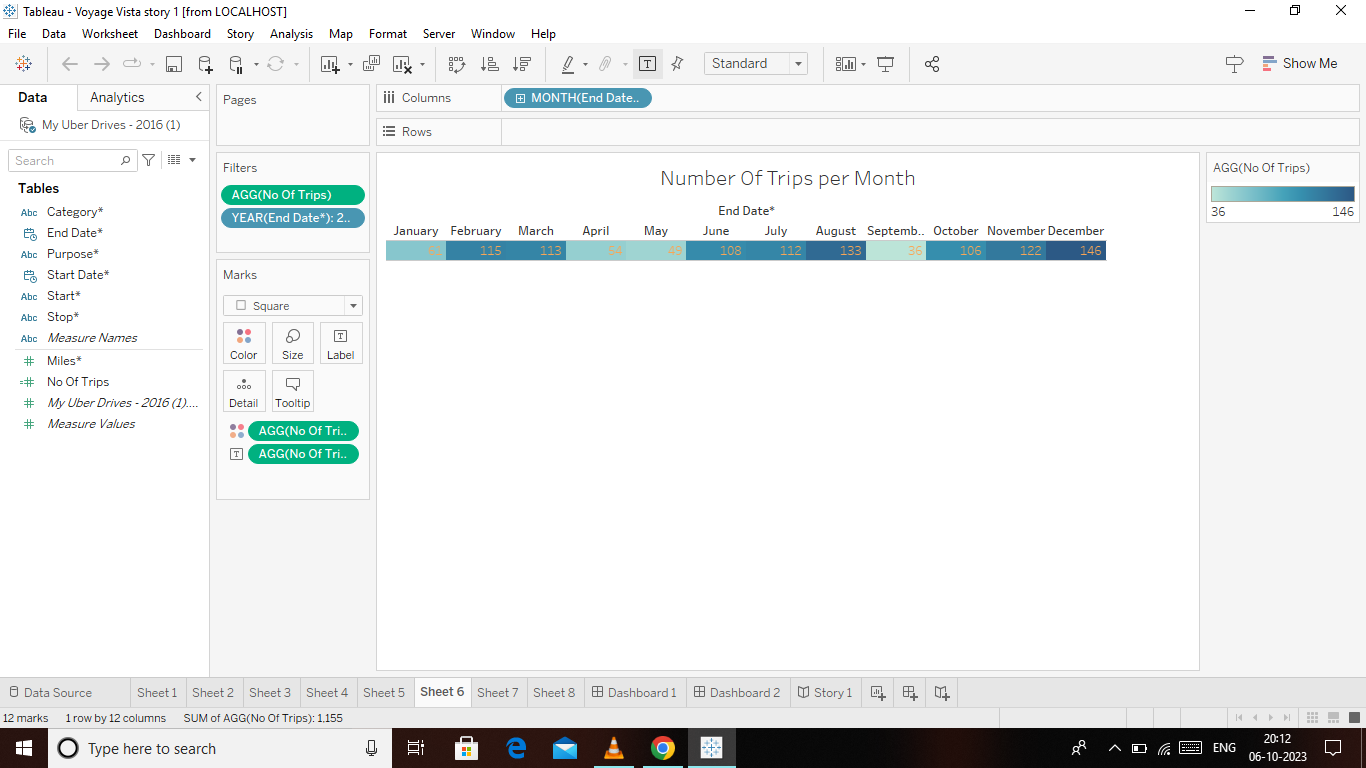 Tableau - Voyage Vista story 1 [from LOCALHOST]
File Data Worksheet Dashboard Story Analysis Map Format Server Window Help
Standard
Show Me
Data Analytics
My Uber Drives - 2016 (1)
Search
Tables
Abc Category*
End Date*
Abc Purpose*
Start Date*
Abc Start*
Abc Stop*
Abc Measure Names
Miles*
No Of Trips
My Uber Drives - 2016 (1)....
Measure Values
Pages
Filters
AGG(No Of Trips)
YEAR(End Date*): 2..
Marks
Square
Color Size Label
Detail Tooltip
AGG(No Of Tri..
AGG(No Of Tri..
Columns MONTH(End Date..
Rows
Number Of Trips per Month
End Date*
January February March April May June July August Septemb.. October November December
115 113 108 112 133 36 106 122 146
AGG(No Of Trips)
36 146
Data Source Sheet 1 Sheet 2 Sheet 3 Sheet 4 Sheet 5 Sheet 6 Sheet 7 Sheet 8 Dashboard 1 Dashboard 2 Story 1
12 marks 1 row by 12 columns SUM of AGG(No Of Trips): 1,155
Type here to search
ENG
20:12
06-10-2023